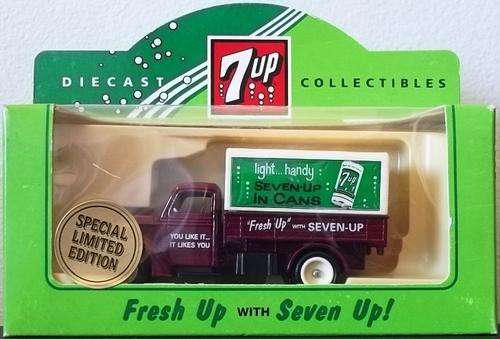 DIECAST
7UP
COLLECTIBLES
light...handy
SEVEN-UP
IN CANS
7up
"Fresh Up" WITH SEVEN-UP
YOU LIKE IT...
IT LIKES YOU
SPECIAL
LIMITED
EDITION
Fresh Up WITH Seven Up!